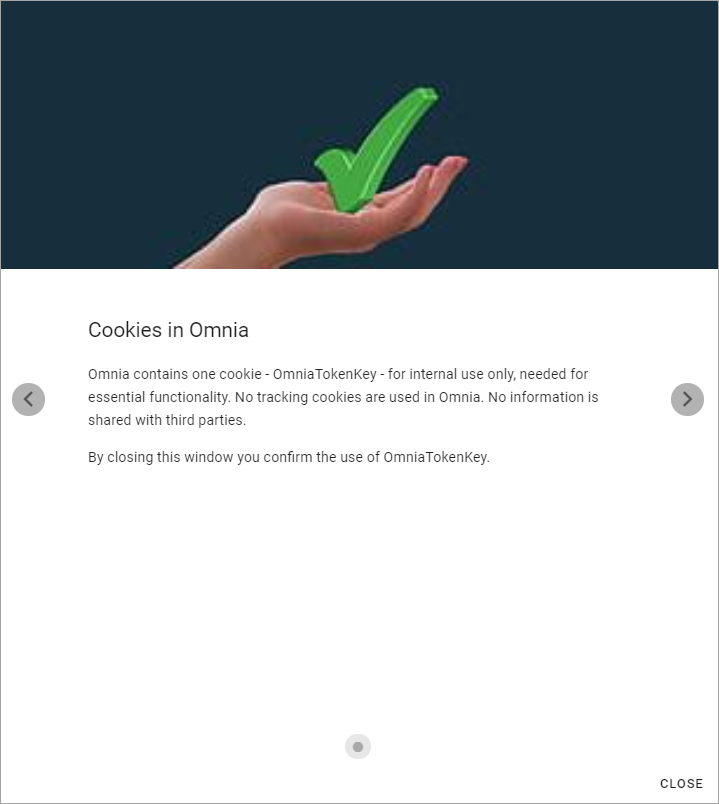 Cookies in Omnia
Omnia contains one cookie - OmniaTokenKey - for internal use only, needed for
essential functionality. No tracking cookies are used in Omnia. No information is
shared with third parties.
By closing this window you confirm the use of OmniaTokenKey.
CLOSE